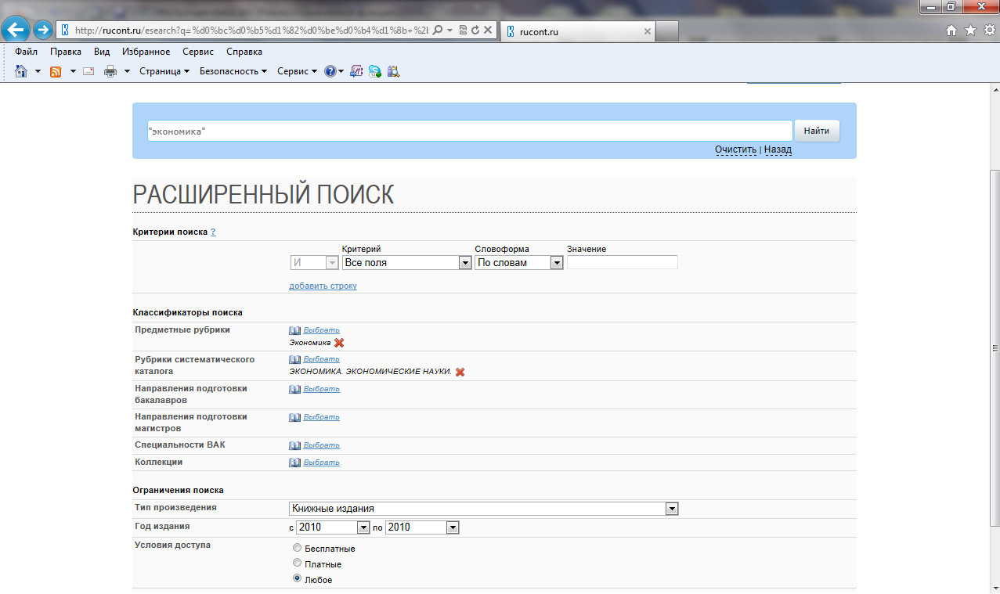 http://rucont.ru/esearch?q=%d0%bc%d0%b5%d1%82%d0%be%d0%b4%d1%8b+%2
rucont.ru
Файл Правка Вид Избранное Сервис Справка
Страница Безопасность Сервис
"экономика"
Найти
Очистить | Назад
РАСШИРЕННЫЙ ПОИСК
Критерии поиска ?
Критерий Словоформа Значение
И Все поля По словам
добавить строку
Классификаторы поиска
Предметные рубрики Выбрать
Экономика
Рубрики систематического каталога Выбрать
ЭКОНОМИКА. ЭКОНОМИЧЕСКИЕ НАУКИ.
Направления подготовки бакалавров Выбрать
Направления подготовки магистров Выбрать
Специальности ВАК Выбрать
Коллекции Выбрать
Ограничения поиска
Тип произведения Книжные издания
Год издания с 2010 по 2010
Условия доступа
Бесплатные
Платные
Любое